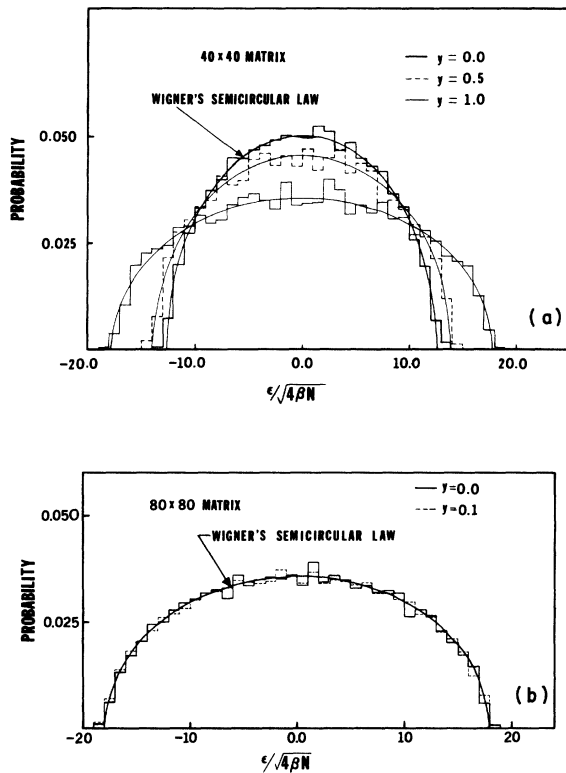 (a)
40 x 40 MATRIX
y = 0.0
y = 0.5
y = 1.0
WIGNER'S SEMICIRCULAR LAW
PROBABILITY
0.050
0.025
-20.0 -10.0 0.0 10.0 20.0
ϵ/√4βN
(b)
80 x 80 MATRIX
y=0.0
y=0.1
WIGNER'S SEMICIRCULAR LAW
PROBABILITY
0.050
0.025
-20 -10 0.0 10 20
ϵ/√4βN